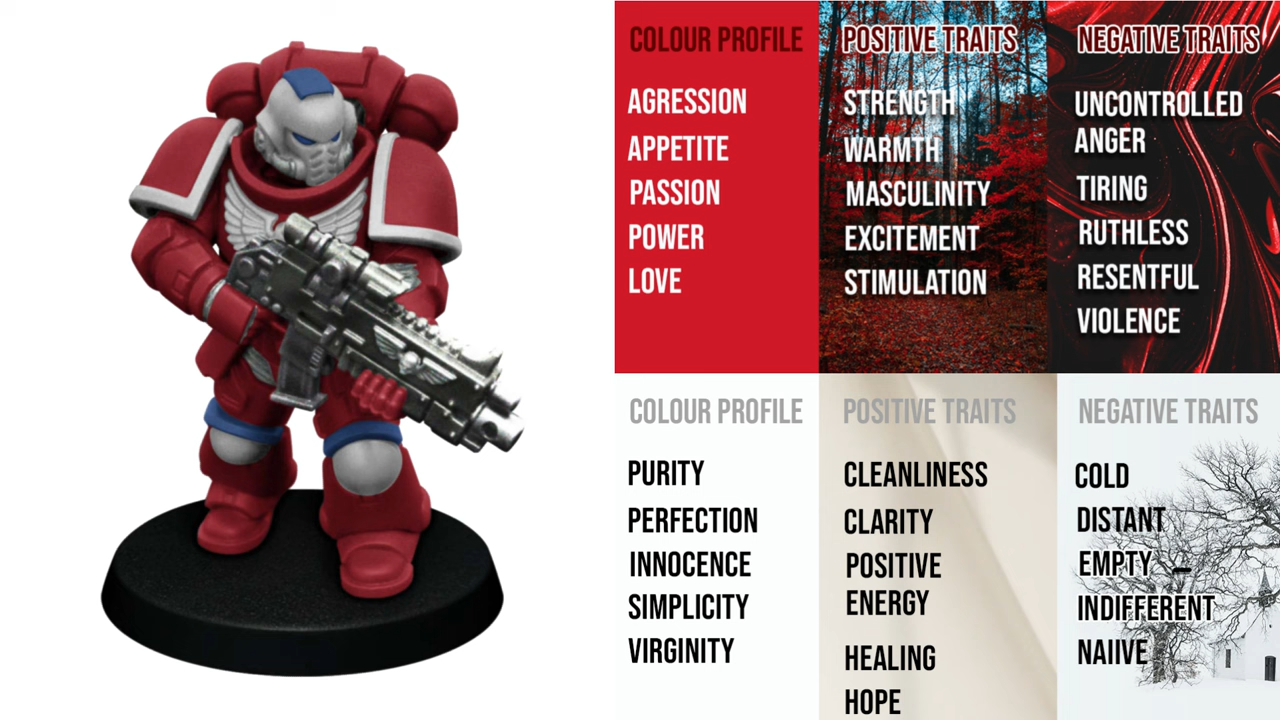 COLOUR PROFILE
AGRESSION
APPETITE
PASSION
POWER
LOVE
POSITIVE TRAITS
STRENGTH
WARMTH
MASCULINITY
EXCITEMENT
STIMULATION
NEGATIVE TRAITS
UNCONTROLLED
ANGER
TIRING
RUTHLESS
RESENTFUL
VIOLENCE
COLOUR PROFILE
PURITY
PERFECTION
INNOCENCE
SIMPLICITY
VIRGINITY
POSITIVE TRAITS
CLEANLINESS
CLARITY
POSITIVE
ENERGY
HEALING
HOPE
NEGATIVE TRAITS
COLD
DISTANT
EMPTY
INDIFFERENT
NAIIVE